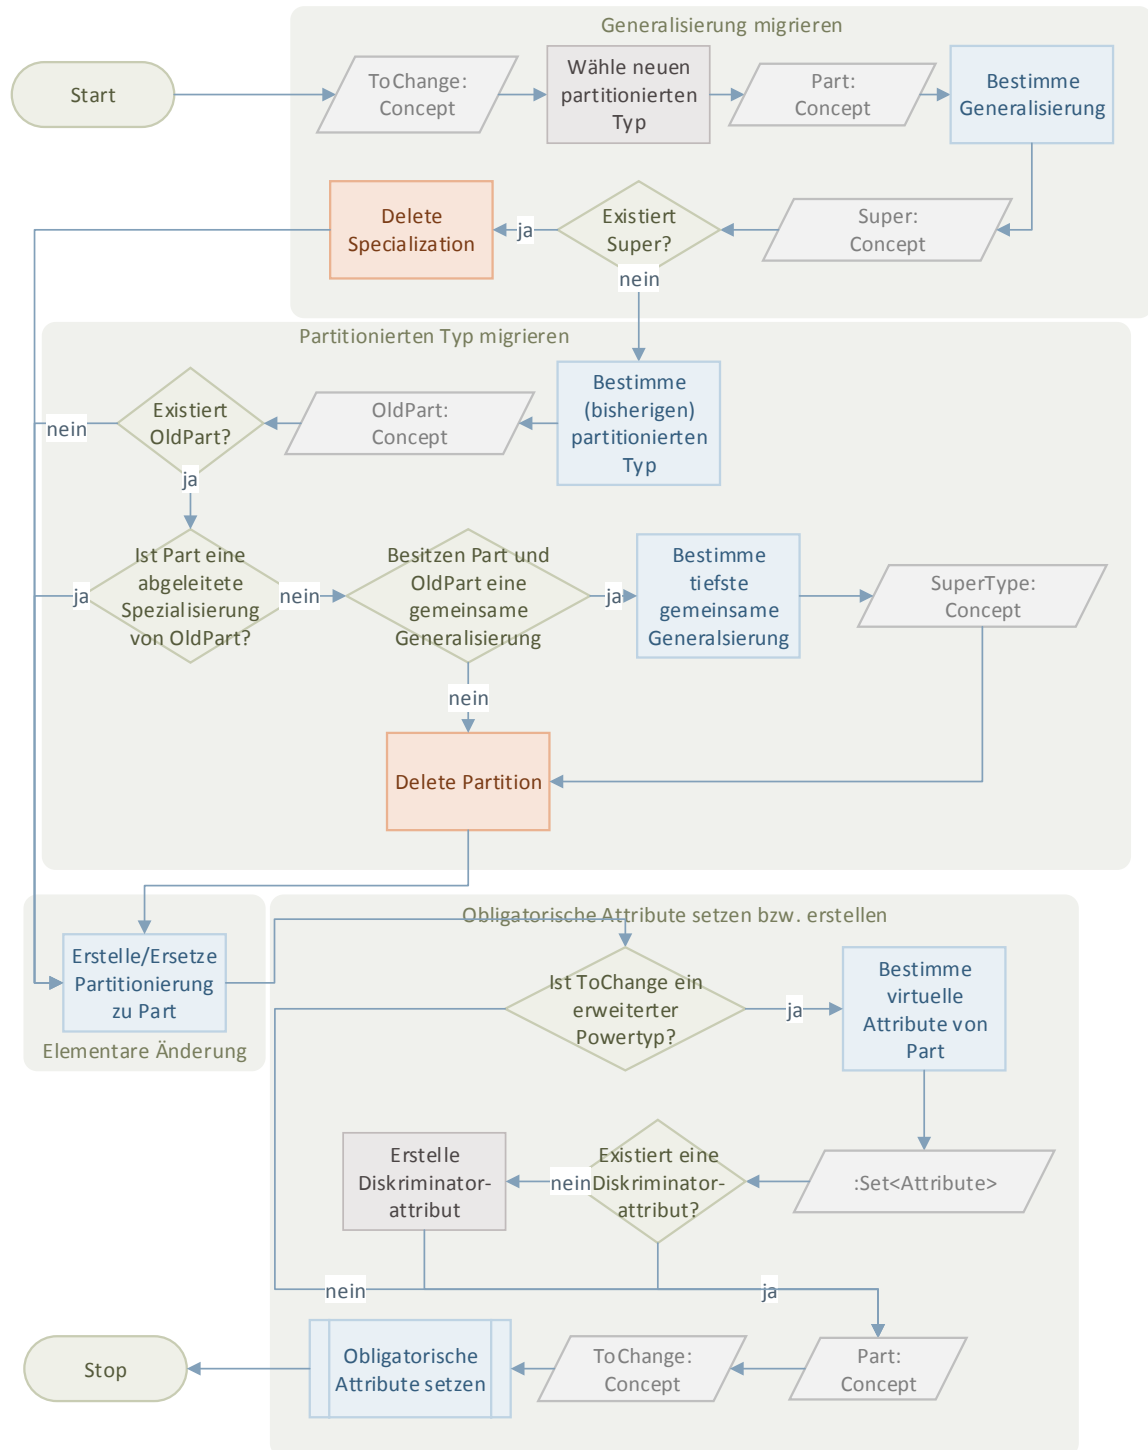 Generalisierung migrieren
Start
ToChange:
Concept
Wähle neuen
partitionierten
Typ
Part:
Concept
Bestimme
Generalisierung
Delete
Specialization
ja
Existiert
Super?
Super:
Concept
nein
Partitionierten Typ migrieren
Existiert
OldPart?
OldPart:
Concept
Bestimme
(bisherigen)
partitionierten
Typ
nein
ja
Ist Part eine
abgeleitete
Spezialisierung
von OldPart?
ja
nein
Besitzen Part und
OldPart eine
gemeinsame
Generalisierung
ja
Bestimme
tiefste
gemeinsame
Generalsierung
SuperType:
Concept
nein
Delete Partition
Obligatorische Attribute setzen bzw. erstellen
Erstelle/Ersetze
Partitionierung
zu Part
Elementare Änderung
Ist ToChange ein
erweiterter
Powertyp?
ja
Bestimme
virtuelle
Attribute von
Part
Erstelle
Diskriminator-
attribut
nein
Existiert eine
Diskriminator-
attribut?
:Set<Attribute>
nein
ja
Stop
Obligatorische
Attribute setzen
ToChange:
Concept
Part:
Concept